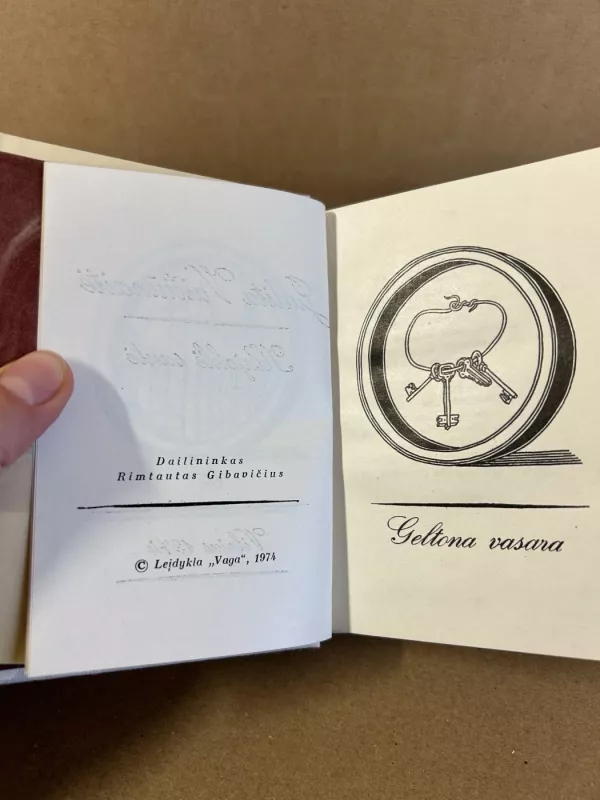 Dailininkas
Rimtautas Gibavičius
© Leidykla „Vaga“, 1974
Geltona vasara